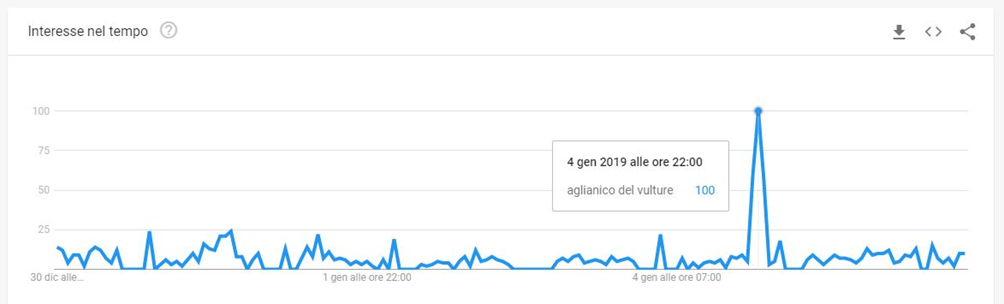 Interesse nel tempo
100
75
50
25
4 gen 2019 alle ore 22:00
aglianico del vulture 100
30 dic alle...
1 gen alle ore 22:00
4 gen alle ore 07:00